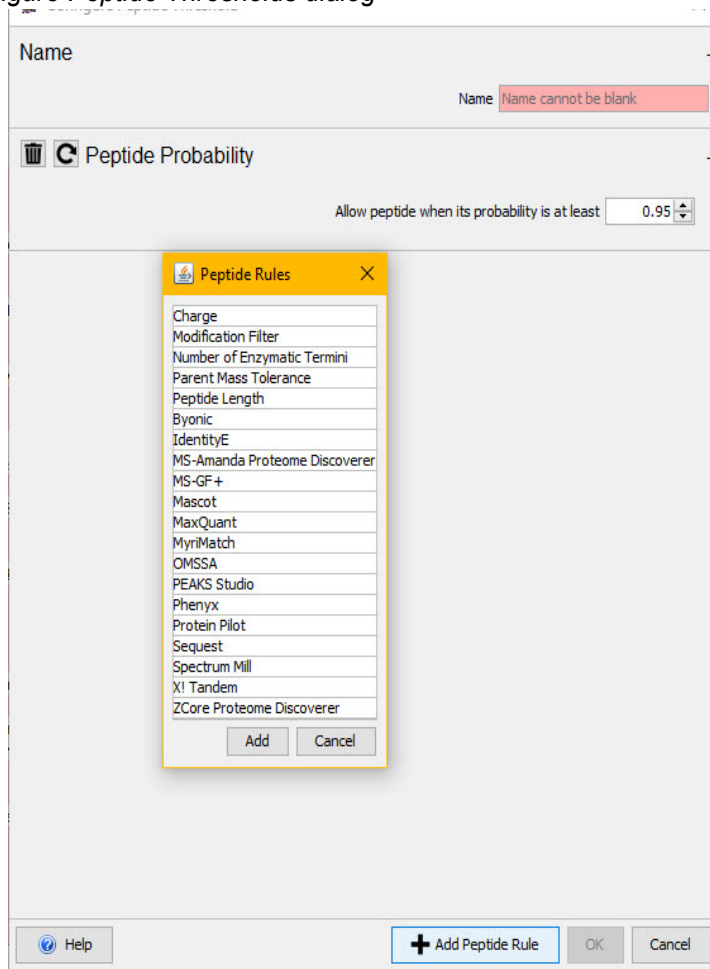 Peptide Thresholds dialog
Name
Name Name cannot be blank
Peptide Probability
Allow peptide when its probability is at least 0.95
Peptide Rules
Charge
Modification Filter
Number of Enzymatic Termini
Parent Mass Tolerance
Peptide Length
Byonic
IdentityE
MS-Amanda Proteome Discoverer
MS-GF+
Mascot
MaxQuant
MyriMatch
OMSSA
PEAKS Studio
Phenyx
Protein Pilot
Sequest
Spectrum Mill
X! Tandem
ZCore Proteome Discoverer
Add Cancel
Help Add Peptide Rule OK Cancel